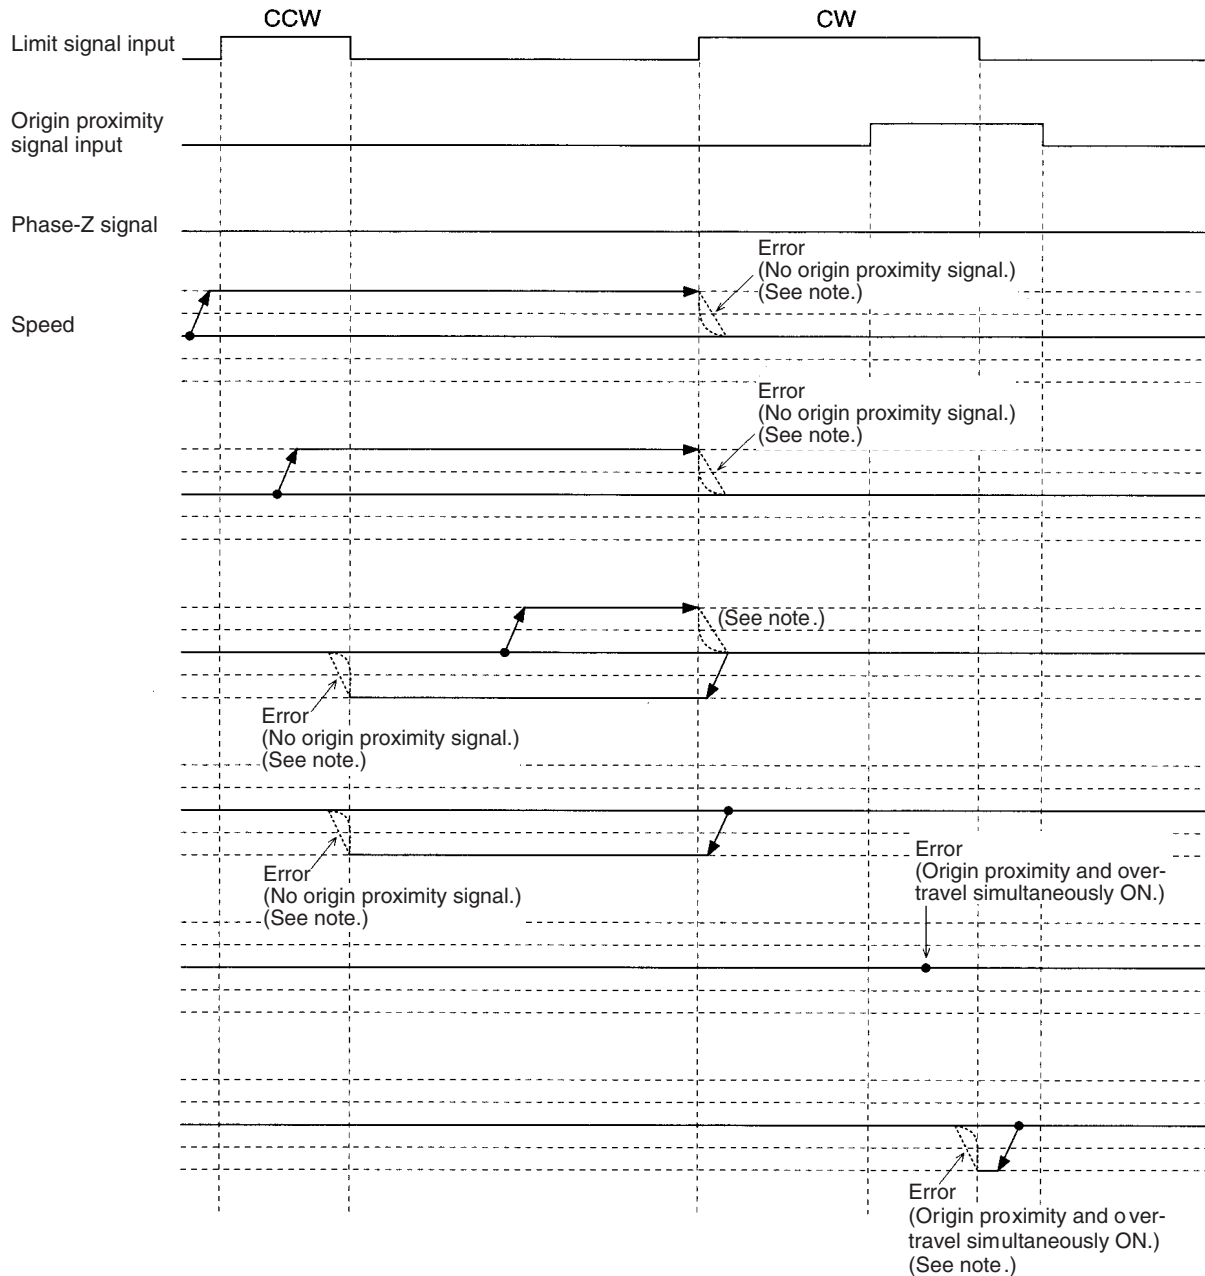 CCW
CW
Limit signal input
Origin proximity
signal input
Phase-Z signal
Error
(No origin proximity signal.)
(See note.)
Speed
Error
(No origin proximity signal.)
(See note.)
(See note.)
Error
(No origin proximity signal.)
(See note.)
Error
(Origin proximity and over-
travel simultaneously ON.)
Error
(No origin proximity signal.)
(See note.)
Error
(Origin proximity and over-
travel simultaneously ON.)
(See note.)